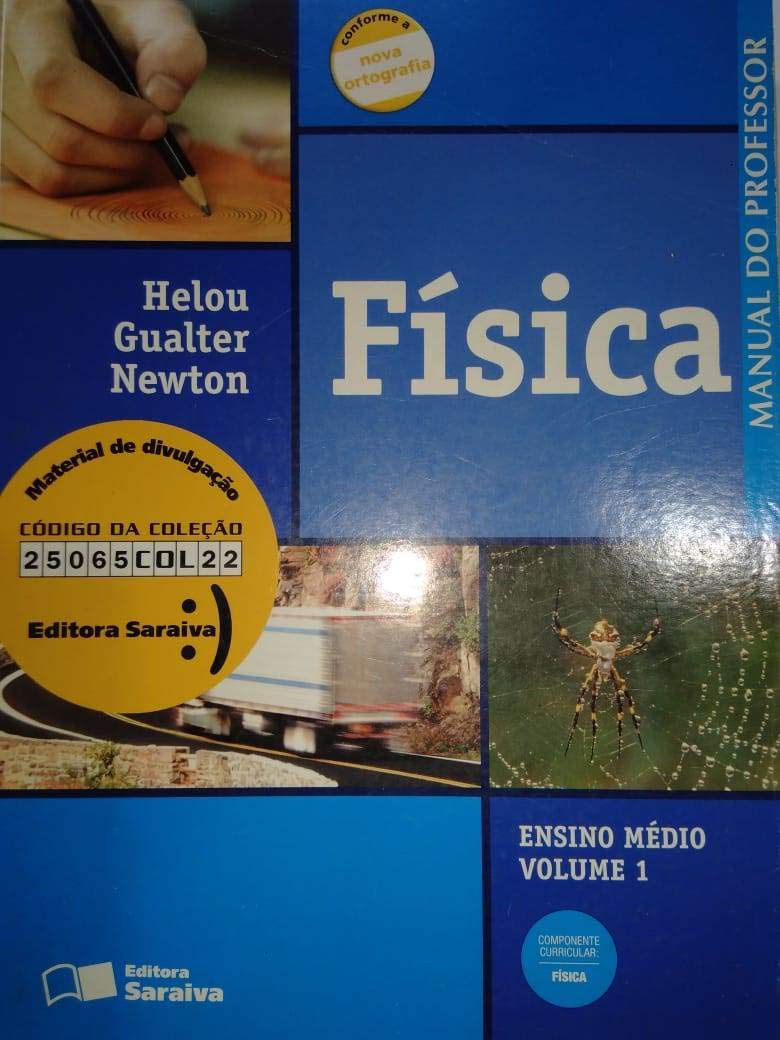 conforme a
nova
ortografia
MANUAL DO PROFESSOR
Helou
Gualter
Newton
Física
Material de divulgação
CÓDIGO DA COLEÇÃO
25065COL22
Editora Saraiva :)
ENSINO MÉDIO
VOLUME 1
COMPONENTE
CURRICULAR:
FÍSICA
Editora
Saraiva